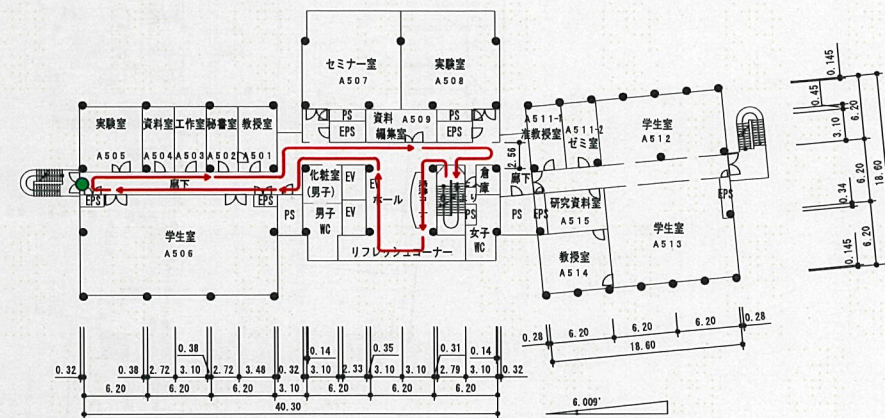 セミナー室
A507
実験室
A508
PS
EPS
資料
編集室
A509
PS
EPS
実験室
A505
資料室
A504
工作室
A503
秘書室
A502
教授室
A501
A511-1
准教授室
A511-2
ゼミ室
学生室
A512
2.56
廊下
EPS
EPS
PS
化粧室
(男子)
男子
WC
EV
EV
EV
ホール
倉庫
PS
女子
WC
PS
廊下
EPS
研究資料室
A515
教授室
A514
学生室
A513
EPS
学生室
A506
リフレッシュコーナー
0.145
0.45
3.10
6.20
6.20
18.60
0.34
0.145
6.20
0.38
0.14
0.35
0.31
0.14
0.32
0.38
2.72
3.10
2.72
3.48
0.32
3.10
2.33
3.10
3.10
2.79
3.10
0.32
6.20
6.20
6.20
3.10
6.20
6.20
6.20
40.30
0.28
6.20
6.20
6.20
0.28
18.60
6.009°